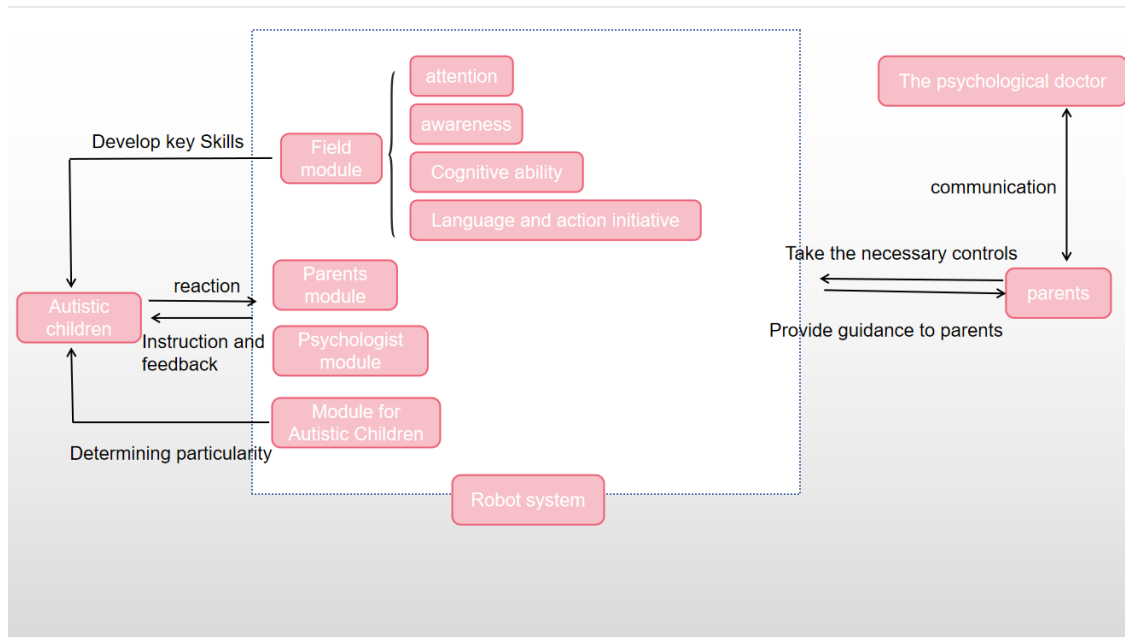 attention
The psychological doctor
awareness
Develop key Skills
Field
module
Cognitive ability
communication
Language and action initiative
Take the necessary controls
Parents
module
reaction
parents
Autistic
children
Provide guidance to parents
Instruction and
feedback
Psychologist
module
Module for
Autistic Children
Determining particularity
Robot system